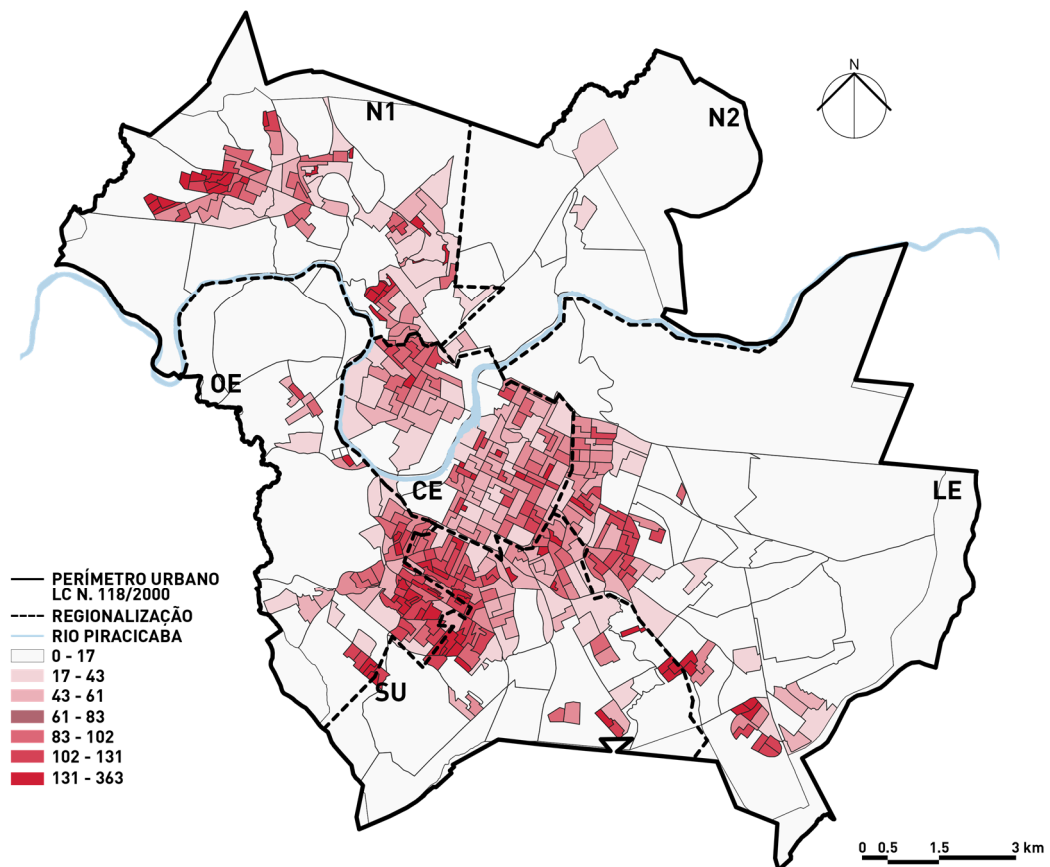 N
N1
N2
OE
CE
LE
SU
PERÍMETRO URBANO
LC N. 118/2000
REGIONALIZAÇÃO
RIO PIRACICABA
0 - 17
17 - 43
43 - 61
61 - 83
83 - 102
102 - 131
131 - 363
0 0.5 1.5 3 km